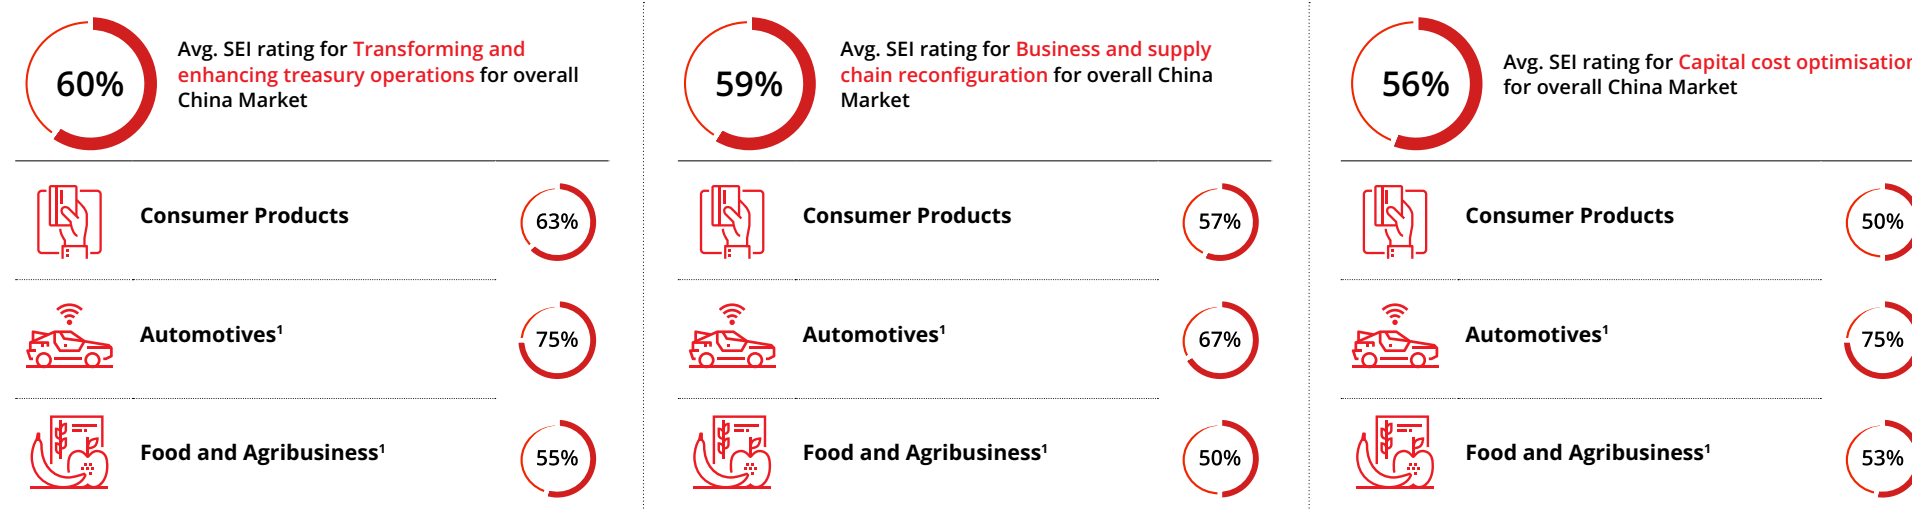 60%
Avg. SEI rating for Transforming and
enhancing treasury operations for overall
China Market
Consumer Products
63%
Automotives¹
75%
Food and Agribusiness¹
55%
59%
Avg. SEI rating for Business and supply
chain reconfiguration for overall China
Market
Consumer Products
57%
Automotives¹
67%
Food and Agribusiness¹
50%
56%
Avg. SEI rating for Capital cost optimisation
for overall China Market
Consumer Products
50%
Automotives¹
75%
Food and Agribusiness¹
53%